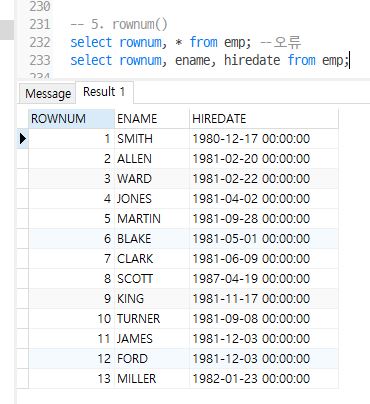 230
231 -- 5. rownum()
232 select rownum, * from emp; --오류
233 select rownum, ename, hiredate from emp;
234
Message Result 1
ROWNUM ENAME HIREDATE
1 SMITH 1980-12-17 00:00:00
2 ALLEN 1981-02-20 00:00:00
3 WARD 1981-02-22 00:00:00
4 JONES 1981-04-02 00:00:00
5 MARTIN 1981-09-28 00:00:00
6 BLAKE 1981-05-01 00:00:00
7 CLARK 1981-06-09 00:00:00
8 SCOTT 1987-04-19 00:00:00
9 KING 1981-11-17 00:00:00
10 TURNER 1981-09-08 00:00:00
11 JAMES 1981-12-03 00:00:00
12 FORD 1981-12-03 00:00:00
13 MILLER 1982-01-23 00:00:00